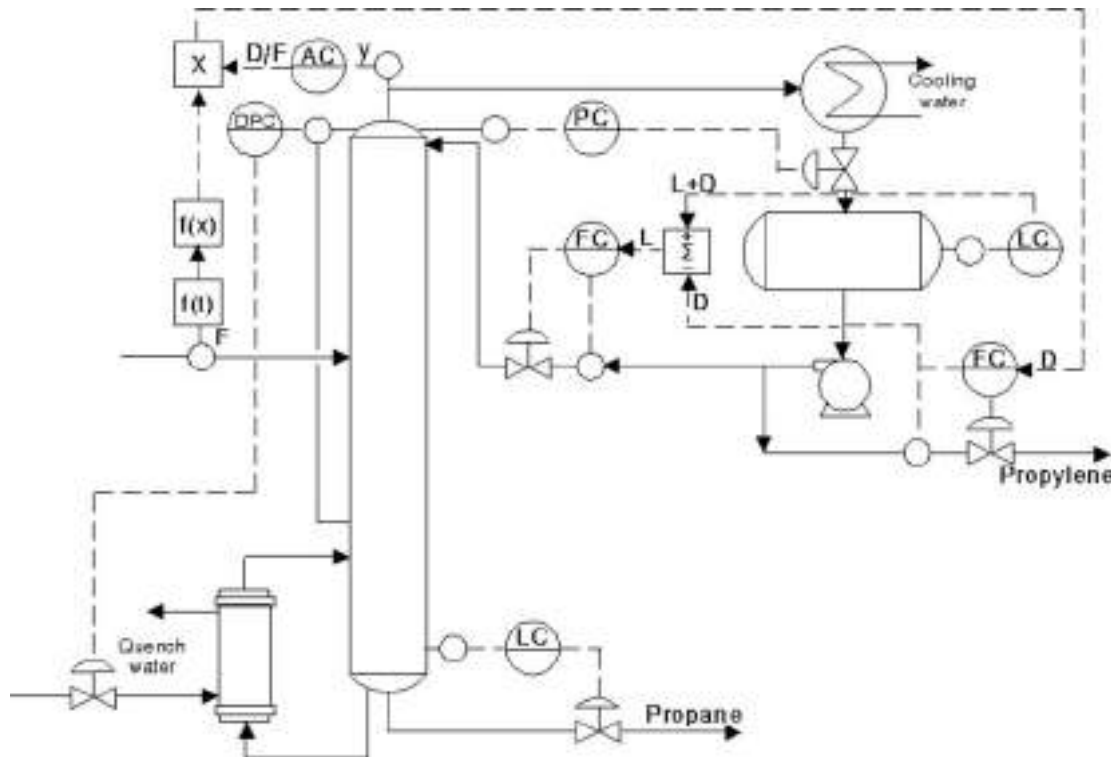 X
D/F
AC
y
Cooling
water
DPC
PC
L+D
f(x)
FC
L
Σ
LC
f(t)
D
F
FC
D
Propylene
Quench
water
LC
Propane